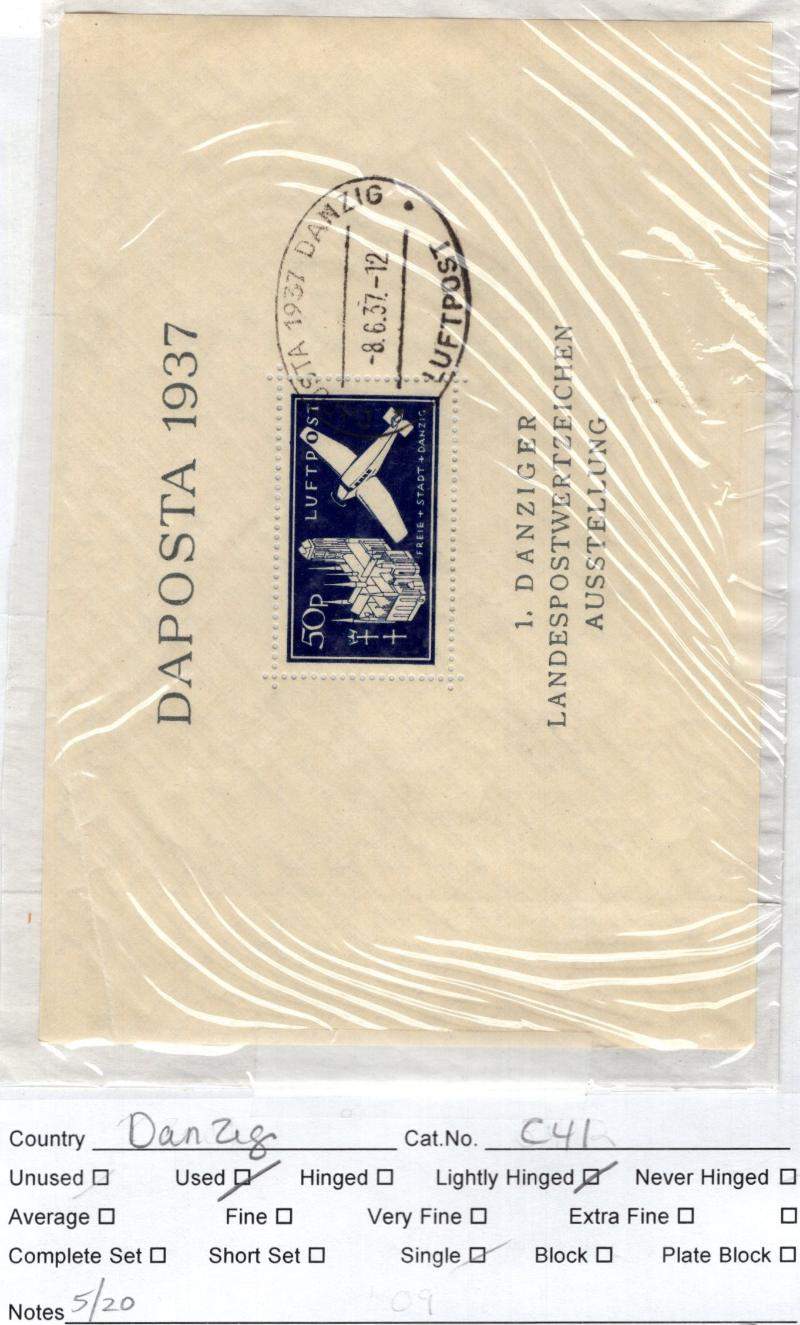 DAPOSTA 1937
OSTA 1937 DANZIG
-8.6.37.-12
LUFTPOST
LUFTPOST
50P
FREIE + STADT + DANZIG
1. DANZIGER
LANDESPOSTWERTZEICHEN
AUSSTELLUNG
Country Danzig Cat.No. C41
Unused ☐ Used ☑ Hinged ☐ Lightly Hinged ☑ Never Hinged ☐
Average ☐ Fine ☐ Very Fine ☐ Extra Fine ☐ ☐
Complete Set ☐ Short Set ☐ Single ☑ Block ☐ Plate Block ☐
Notes 5/20 09